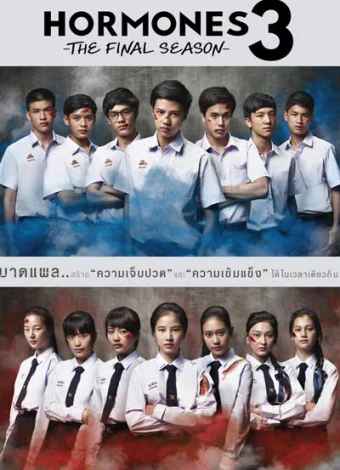 HORMONES 3
-THE FINAL SEASON-
บาดแผล.. สร้าง “ความเจ็บปวด” และ “ความเข้มแข็ง” ได้ในเวลาเดียวกัน